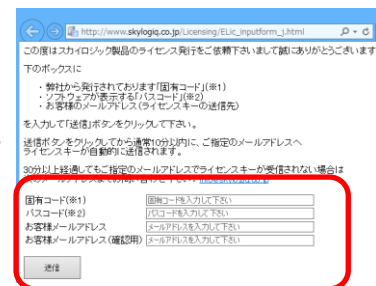 http://www.skylogiq.co.jp/Licensing/ELic_inputform_j.html
この度はスカイロジック製品のライセンス発行をご依頼下さいまして誠にありがとうございます
下のボックスに
・ 弊社から発行されております「固有コード」(※1)
・ ソフトウェアが表示する「パスコード」(※2)
・ お客様のメールアドレス(ライセンスキーの送信先)
を入力して「送信」ボタンをクリックして下さい。
送信ボタンをクリックしてから通常10分以内に、ご指定のメールアドレスへ
ライセンスキーが自動的に送信されます。
30分以上経過してもご指定のメールアドレスでライセンスキーが受信されない場合は
固有コード(※1) 固有コードを入力して下さい
パスコード(※2) パスコードを入力して下さい
お客様メールアドレス メールアドレスを入力して下さい
お客様メールアドレス(確認用) メールアドレスを入力して下さい
送信